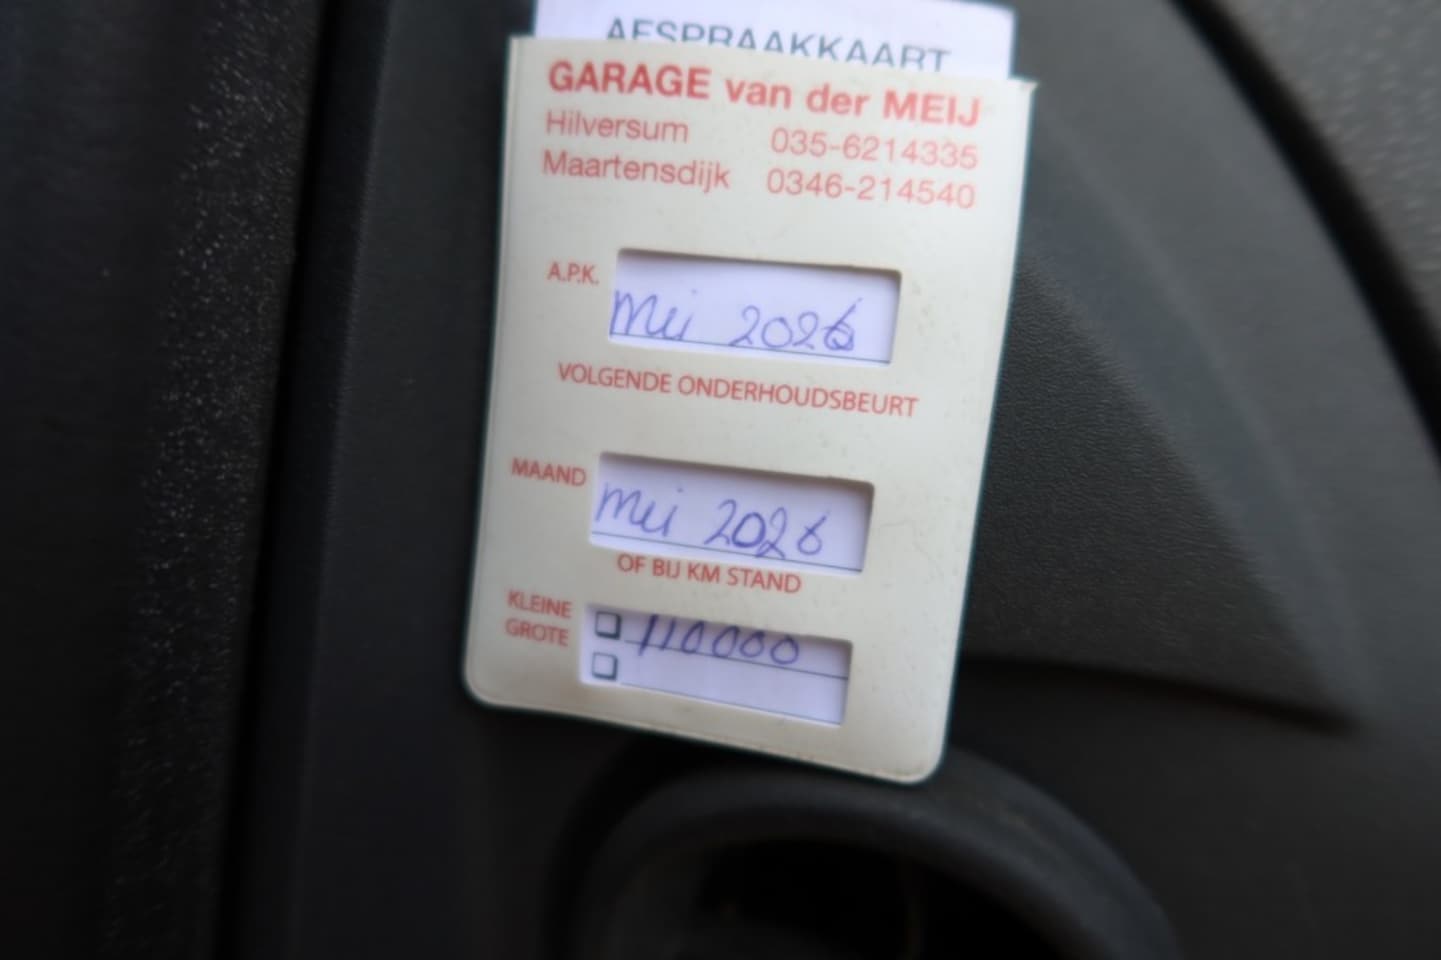 AFSPRAAKKAART
GARAGE van der MEIJ
Hilversum 035-6214335
Maartensdijk 0346-214540
A.P.K. Mei 2026
VOLGENDE ONDERHOUDSBEURT
MAAND Mei 2026
OF BIJ KM STAND
KLEINE 110000
GROTE